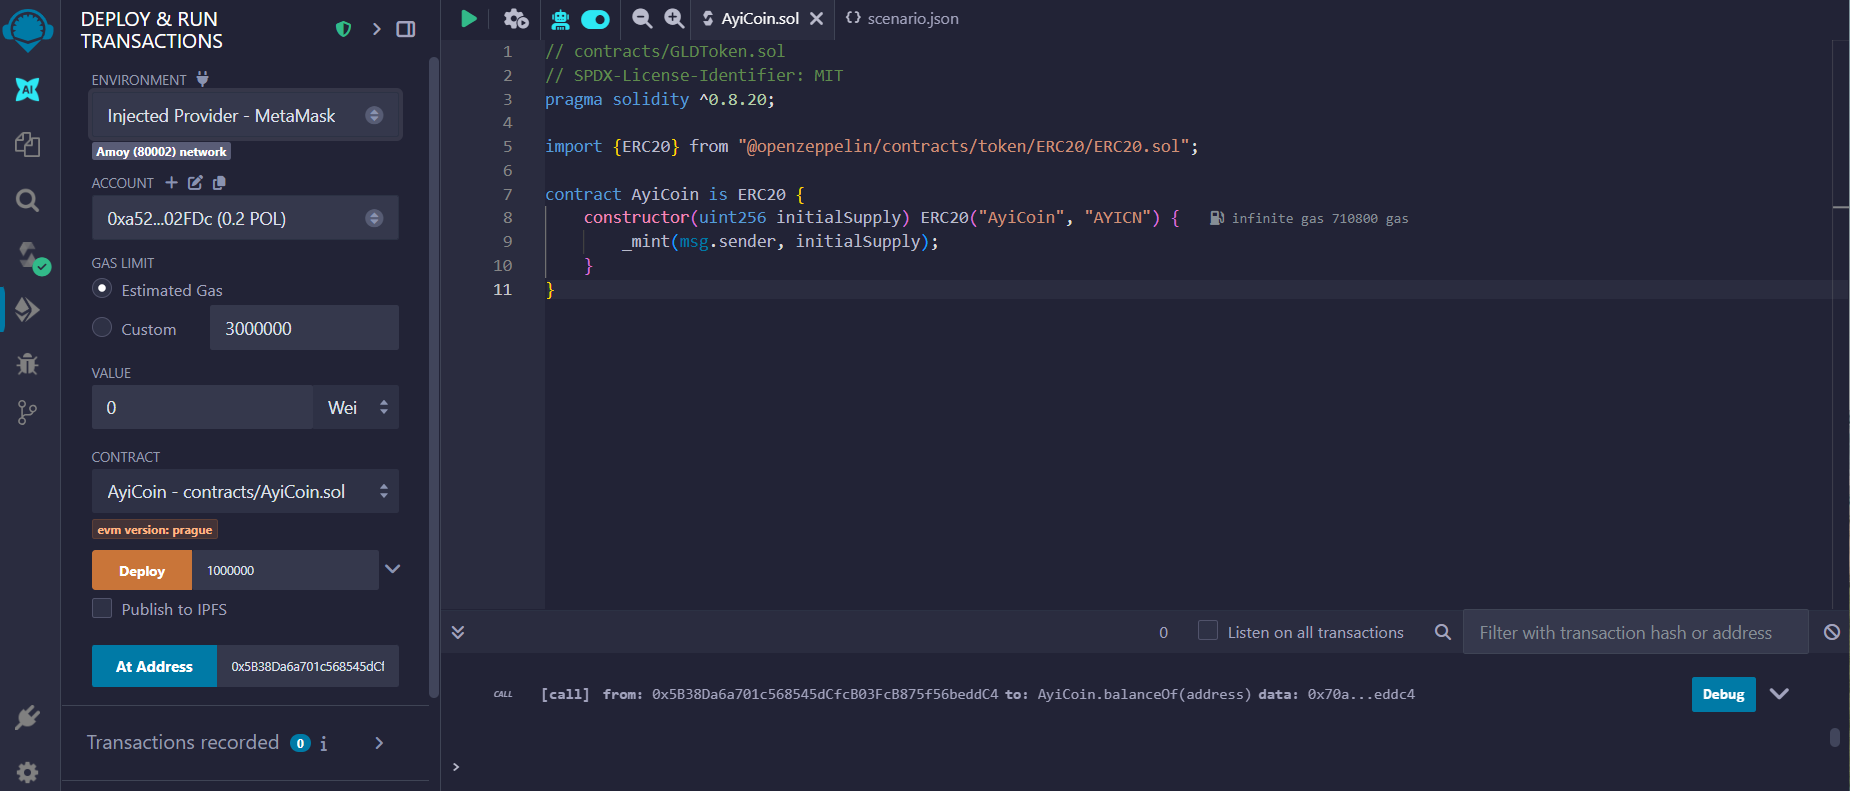 DEPLOY & RUN
TRANSACTIONS
ENVIRONMENT
Injected Provider - MetaMask
Amoy (80002) network
ACCOUNT
0xa52...02FDc (0.2 POL)
GAS LIMIT
Estimated Gas
Custom
3000000
VALUE
0
Wei
CONTRACT
AyiCoin - contracts/AyiCoin.sol
evm version: prague
Deploy
1000000
Publish to IPFS
At Address
0x5B38Da6a701c568545dCf
Transactions recorded 0 i
AI
AyiCoin.sol
{} scenario.json
1 // contracts/GLDToken.sol
2 // SPDX-License-Identifier: MIT
3 pragma solidity ^0.8.20;
4
5 import {ERC20} from "@openzeppelin/contracts/token/ERC20/ERC20.sol";
6
7 contract AyiCoin is ERC20 {
8 constructor(uint256 initialSupply) ERC20("AyiCoin", "AYICN") { infinite gas 710800 gas
9 _mint(msg.sender, initialSupply);
10 }
11 }
0
Listen on all transactions
Filter with transaction hash or address
CALL [call] from: 0x5B38Da6a701c568545dCfcB03FcB875f56beddC4 to: AyiCoin.balanceOf(address) data: 0x70a...eddc4
Debug
>